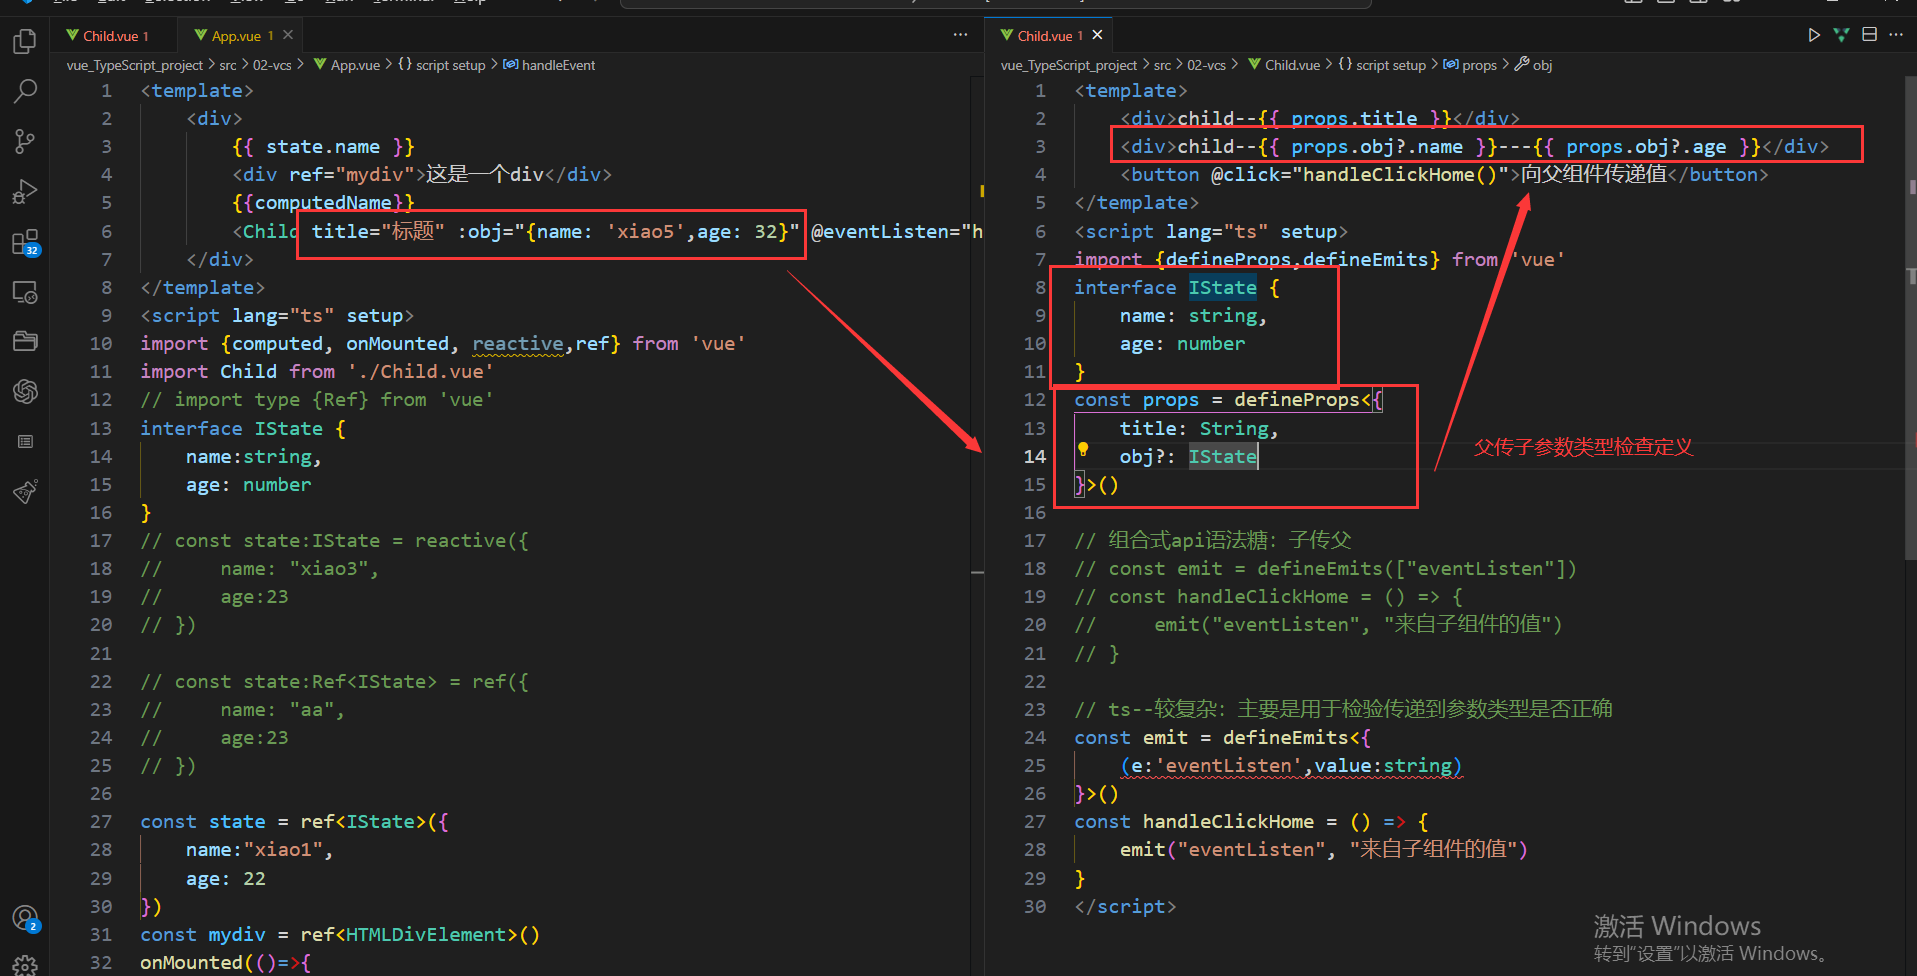 Child.vue 1
App.vue 1
vue_TypeScript_project > src > 02-vcs > App.vue > {} script setup > handleEvent
1 <template>
2 <div>
3 {{ state.name }}
4 <div ref="mydiv">这是一个div</div>
5 {{computedName}}
6 <Child title="标题" :obj="{name: 'xiao5',age: 32}" @eventListen="h
7 </div>
8 </template>
9 <script lang="ts" setup>
10 import {computed, onMounted, reactive,ref} from 'vue'
11 import Child from './Child.vue'
12 // import type {Ref} from 'vue'
13 interface IState {
14 name:string,
15 age: number
16 }
17 // const state:IState = reactive({
18 // name: "xiao3",
19 // age:23
20 // })
21
22 // const state:Ref<IState> = ref({
23 // name: "aa",
24 // age:23
25 // })
26
27 const state = ref<IState>({
28 name:"xiao1",
29 age: 22
30 })
31 const mydiv = ref<HTMLDivElement>()
32 onMounted(()=>{
Child.vue 1
vue_TypeScript_project > src > 02-vcs > Child.vue > {} script setup > props > obj
1 <template>
2 <div>child--{{ props.title }}</div>
3 <div>child--{{ props.obj?.name }}---{{ props.obj?.age }}</div>
4 <button @click="handleClickHome()">向父组件传递值</button>
5 </template>
6 <script lang="ts" setup>
7 import {defineProps,defineEmits} from 'vue'
8 interface IState {
9 name: string,
10 age: number
11 }
12 const props = defineProps<{
13 title: String,
14 obj?: IState
15 }>()
父传子参数类型检查定义
16
17 // 组合式api语法糖: 子传父
18 // const emit = defineEmits(["eventListen"])
19 // const handleClickHome = () => {
20 // emit("eventListen", "来自子组件的值")
21 // }
22
23 // ts--较复杂: 主要是用于检验传递到参数类型是否正确
24 const emit = defineEmits<{
25 (e:'eventListen',value:string)
26 }>()
27 const handleClickHome = () => {
28 emit("eventListen", "来自子组件的值")
29 }
30 </script>
32
2
激活 Windows
转到"设置"以激活 Windows。